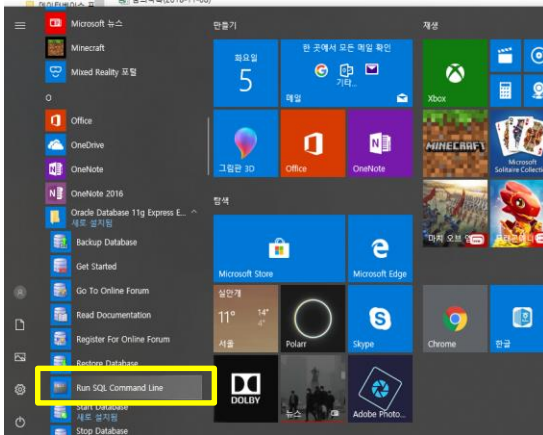 Microsoft 뉴스
Minecraft
Mixed Reality 포털
O
Office
OneDrive
OneNote
OneNote 2016
Oracle Database 11g Express E...
새로 설치됨
Backup Database
Get Started
Go To Online Forum
Read Documentation
Register For Online Forum
Restore Database
Run SQL Command Line
Start Database
새로 설치됨
Stop Database
만들기
화요일
5
한 곳에서 모든 메일 확인
기타...
메일
그림판 3D
Office
OneNote
탐색
Microsoft Store
Microsoft Edge
실안개
11°
14°
4°
서울
Polarr
Skype
DOLBY
뉴스
Adobe Photo...
재생
Xbox
MINECRAFT
Microsoft
Solitaire Collecti
Chrome
한글